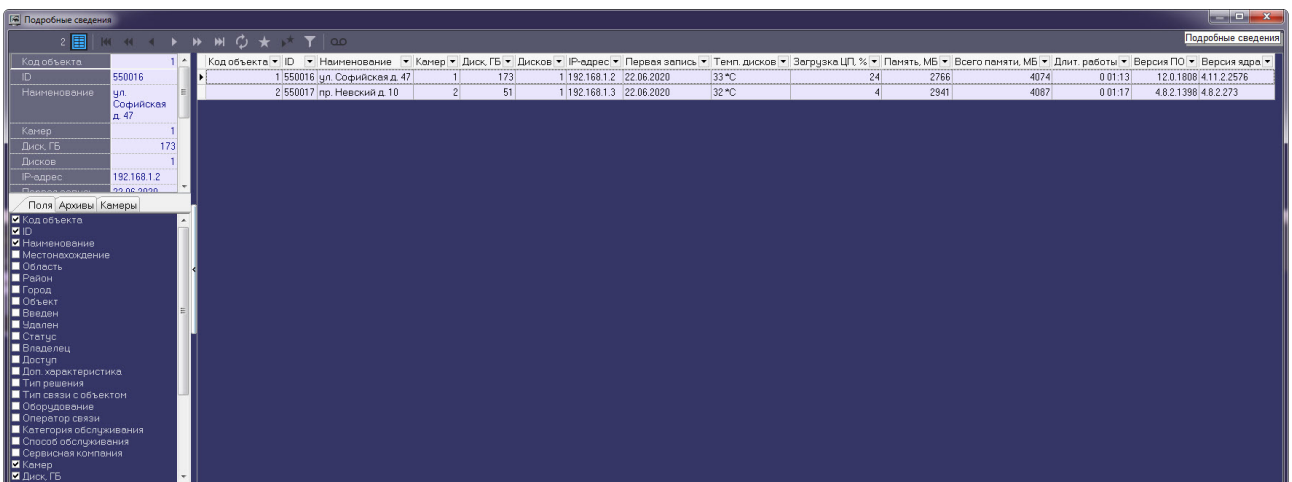 Подробные сведения
2
Подробные сведения
Код объекта 1
ID 550016
Наименование ул. Софийская д. 47
Камер 1
Диск, ГБ 173
Дисков 1
IP-адрес 192.168.1.2
Первая запись 22.06.2020
Поля Архивы Камеры
Код объекта
ID
Наименование
Местонахождение
Область
Район
Город
Объект
Введен
Удален
Статус
Владелец
Доступ
Доп. характеристика
Тип решения
Тип связи с объектом
Оборудование
Оператор связи
Категория обслуживания
Способ обслуживания
Сервисная компания
Камер
Диск, ГБ
Код объекта ID Наименование Камер Диск, ГБ Дисков IP-адрес Первая запись Темп. дисков Загрузка ЦП, % Память, МБ Всего памяти, МБ Длит. работы Версия ПО Версия ядра
1 550016 ул. Софийская д. 47 1 173 1 192.168.1.2 22.06.2020 33 °C 24 2766 4074 0 01:13 12.0.1808 4.11.2.2576
2 550017 пр. Невский д. 10 2 51 1 192.168.1.3 22.06.2020 32 °C 4 2941 4087 0 01:17 4.8.2.1398 4.8.2.273